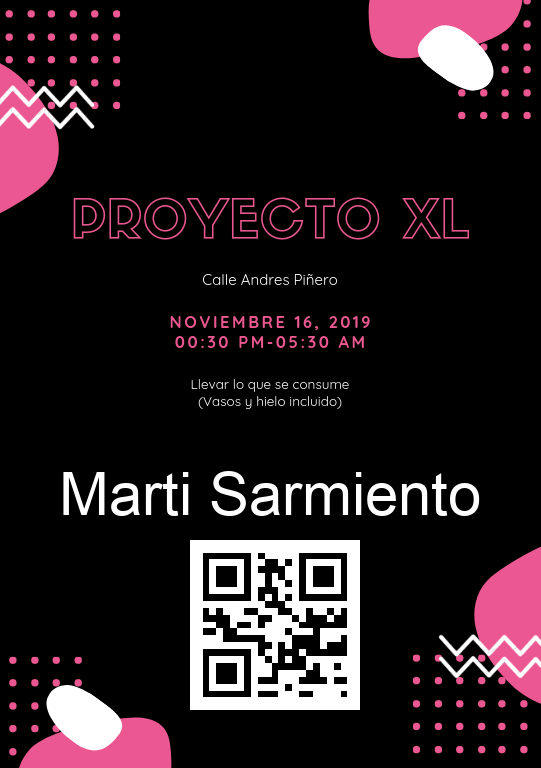 PROYECTO XL
Calle Andres Piñero
NOVIEMBRE 16, 2019
00:30 PM-05:30 AM
Llevar lo que se consume
(Vasos y hielo incluido)
Marti Sarmiento